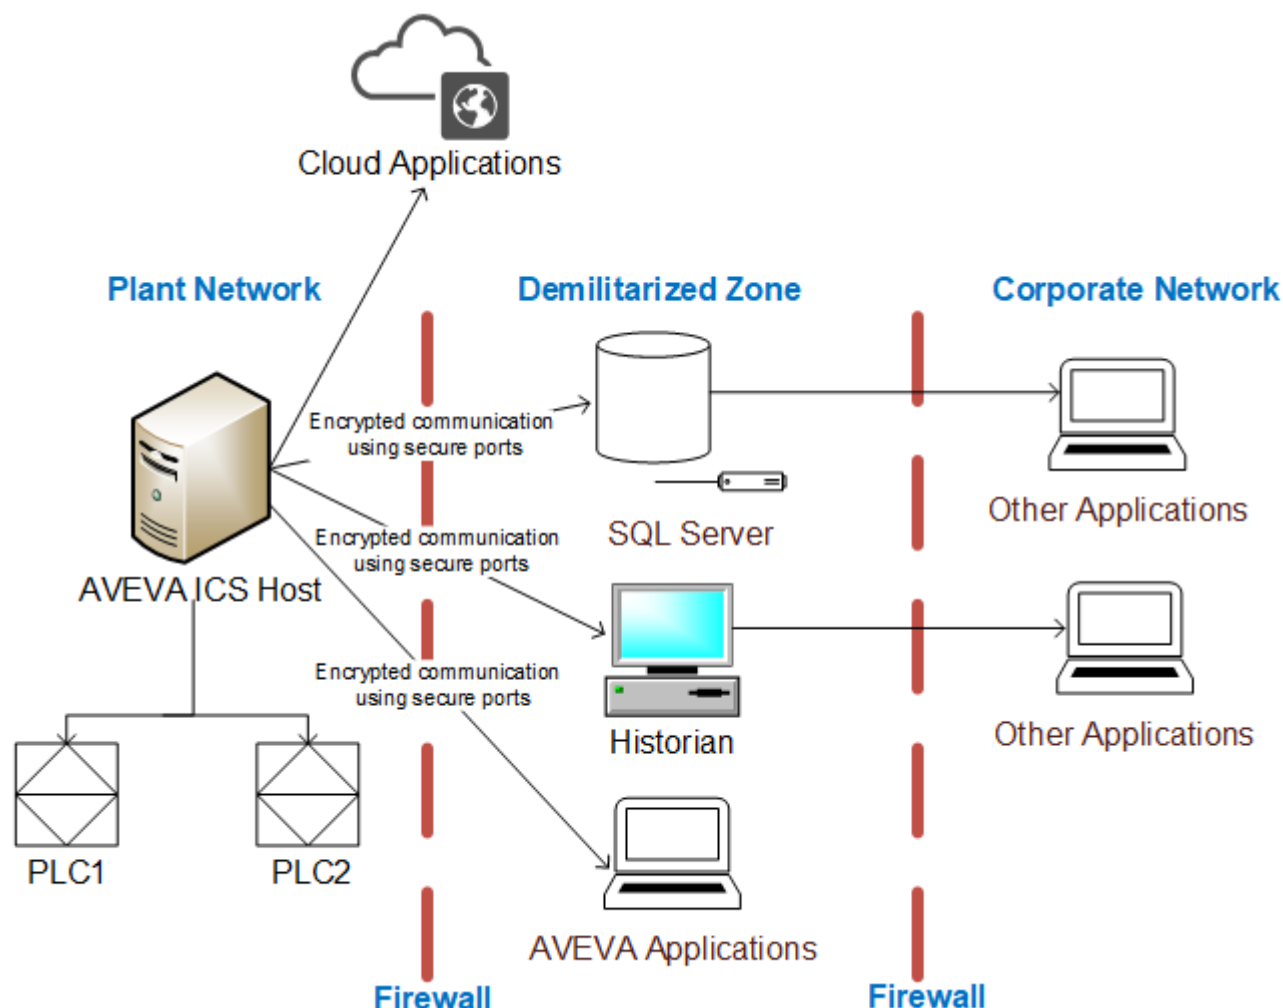 Cloud Applications
Plant Network
Demilitarized Zone
Corporate Network
Encrypted communication
using secure ports
Other Applications
SQL Server
Encrypted communication
using secure ports
AVEVA ICS Host
Encrypted communication
using secure ports
Historian
Other Applications
PLC1
PLC2
AVEVA Applications
Firewall
Firewall